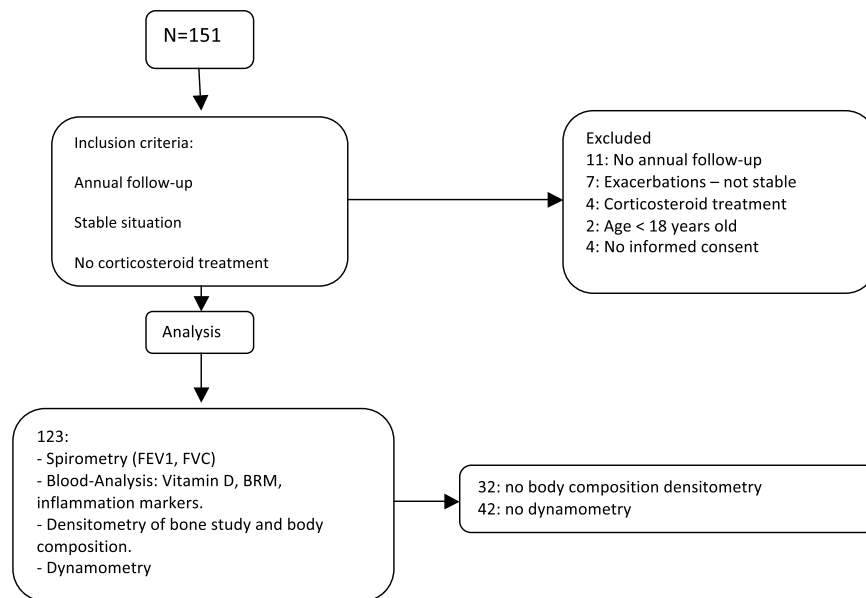 N=151
Inclusion criteria:
Annual follow-up
Stable situation
No corticosteroid treatment
Excluded
11: No annual follow-up
7: Exacerbations – not stable
4: Corticosteroid treatment
2: Age < 18 years old
4: No informed consent
Analysis
123:
- Spirometry (FEV1, FVC)
- Blood-Analysis: Vitamin D, BRM,
inflammation markers.
- Densitometry of bone study and body
composition.
- Dynamometry
32: no body composition densitometry
42: no dynamometry